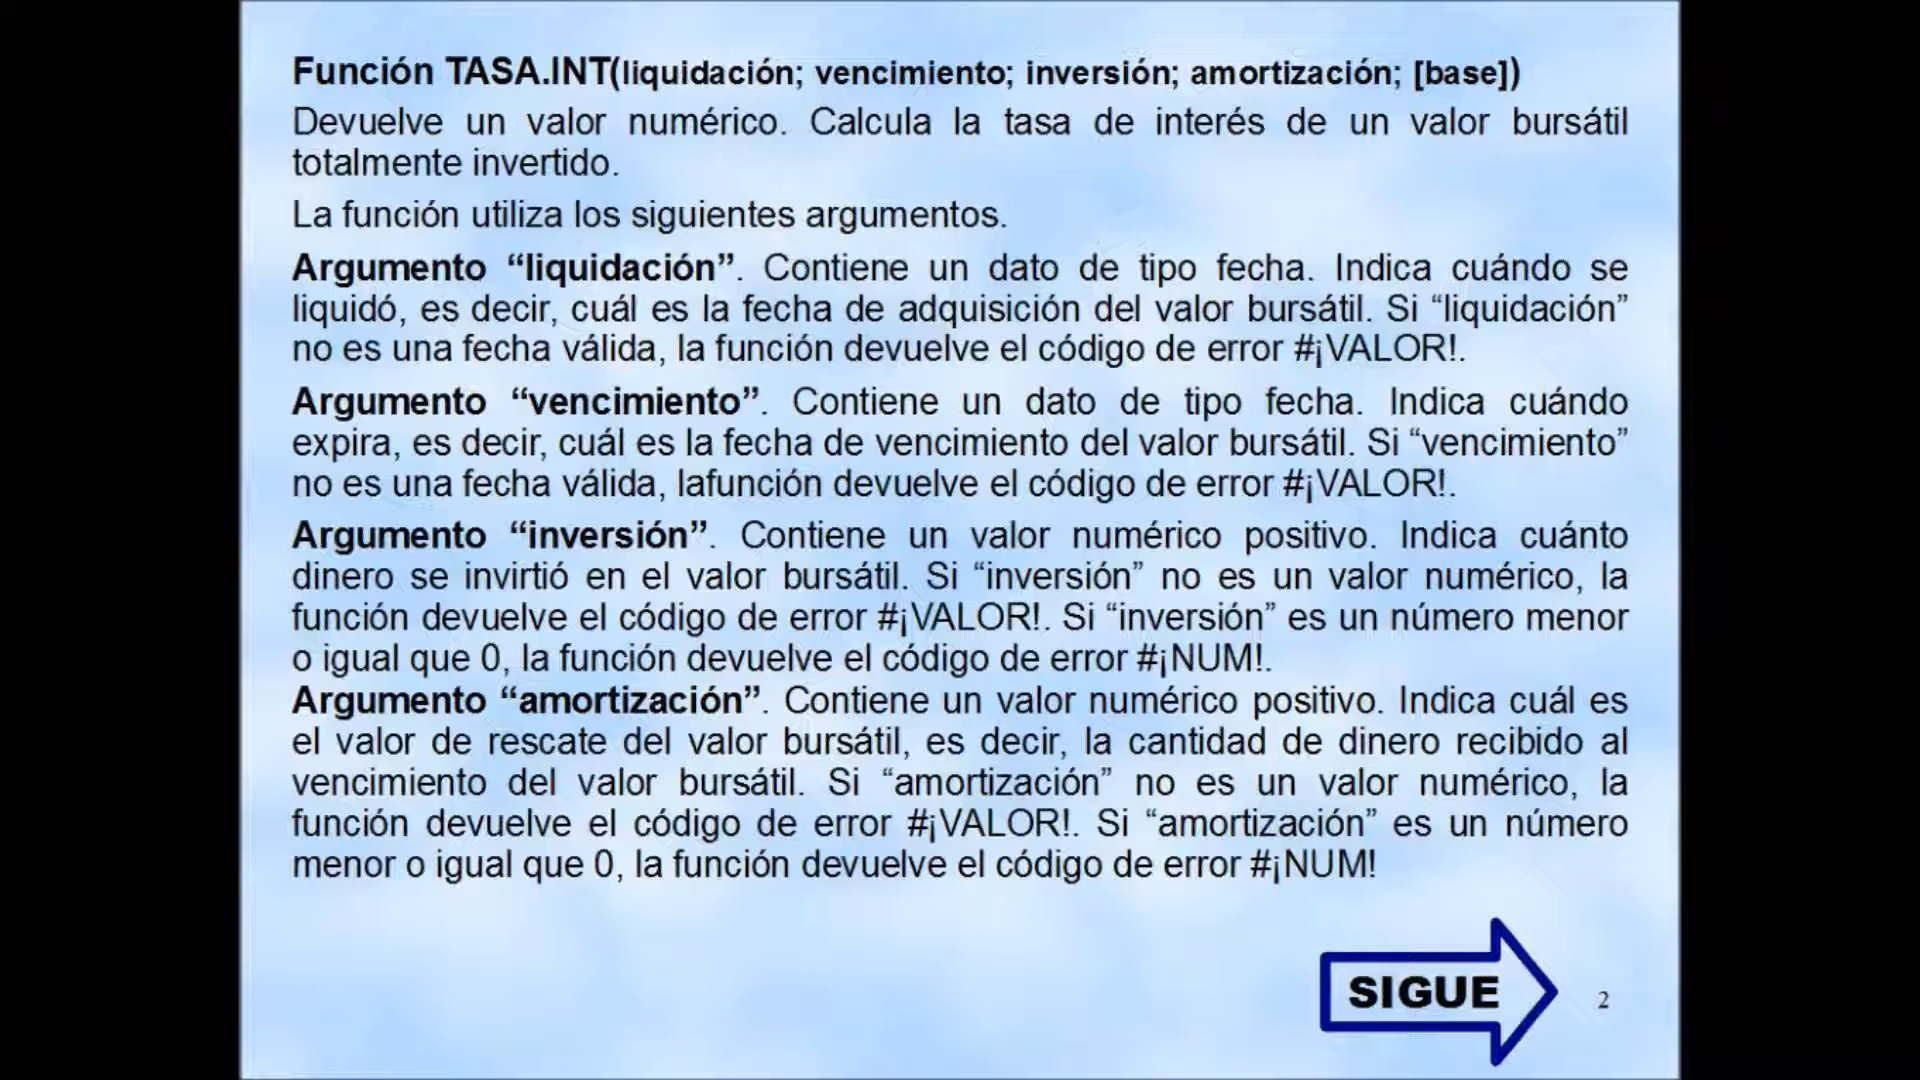 Función TASA.INT(liquidación; vencimiento; inversión; amortización; [base])
Devuelve un valor numérico. Calcula la tasa de interés de un valor bursátil
totalmente invertido.
La función utiliza los siguientes argumentos.
Argumento “liquidación”. Contiene un dato de tipo fecha. Indica cuándo se
liquidó, es decir, cuál es la fecha de adquisición del valor bursátil. Si “liquidación”
no es una fecha válida, la función devuelve el código de error #¡VALOR!.
Argumento “vencimiento”. Contiene un dato de tipo fecha. Indica cuándo
expira, es decir, cuál es la fecha de vencimiento del valor bursátil. Si “vencimiento”
no es una fecha válida, lafunción devuelve el código de error #¡VALOR!.
Argumento “inversión”. Contiene un valor numérico positivo. Indica cuánto
dinero se invirtió en el valor bursátil. Si “inversión” no es un valor numérico, la
función devuelve el código de error #¡VALOR!. Si “inversión” es un número menor
o igual que 0, la función devuelve el código de error #¡NUM!.
Argumento “amortización”. Contiene un valor numérico positivo. Indica cuál es
el valor de rescate del valor bursátil, es decir, la cantidad de dinero recibido al
vencimiento del valor bursátil. Si “amortización” no es un valor numérico, la
función devuelve el código de error #¡VALOR!. Si “amortización” es un número
menor o igual que 0, la función devuelve el código de error #¡NUM!
SIGUE
2